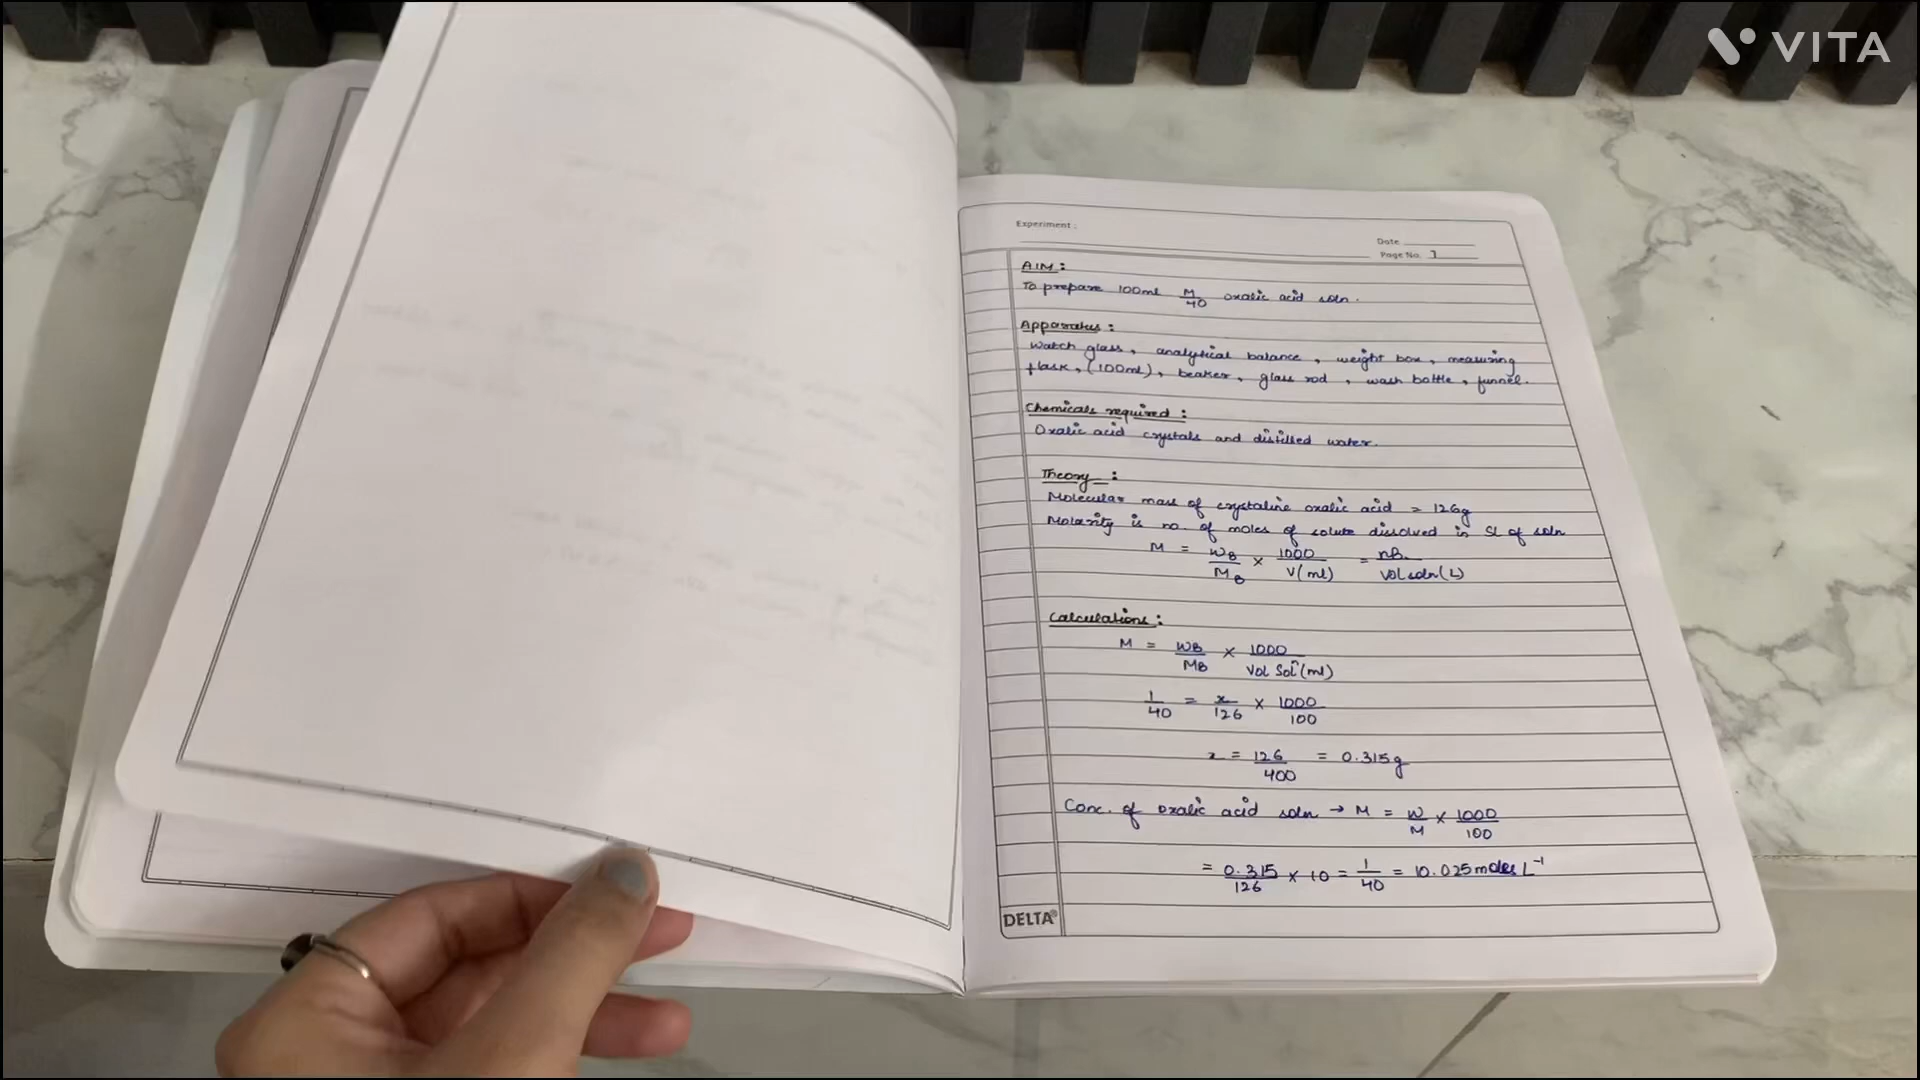 VITA
Experiment :
Date
Page No. 7
AIM :
To prepare 100ml M/40 oxalic acid soln.
Apparatus :
Watch glass, analytical balance, weight box, measuring
flask, (100ml), beaker, glass rod, wash bottle, funnel.
Chemicals required :
Oxalic acid crystals and distilled water.
Theory :
Molecular mass of crystaline oxalic acid = 126g
Molarity is no. of moles of solute dissolved in SL of soln
M = WB/MB × 1000/V(ml) = nB/Vol soln(L)
Calculations :
M = WB/MB × 1000/Vol Solⁿ(ml)
1/40 = x/126 × 1000/100
x = 126/400 = 0.315g
Conc. of oxalic acid soln → M = W/M × 1000/100
= 0.315/126 × 10 = 1/40 = 10.025 moles L⁻¹
DELTA®